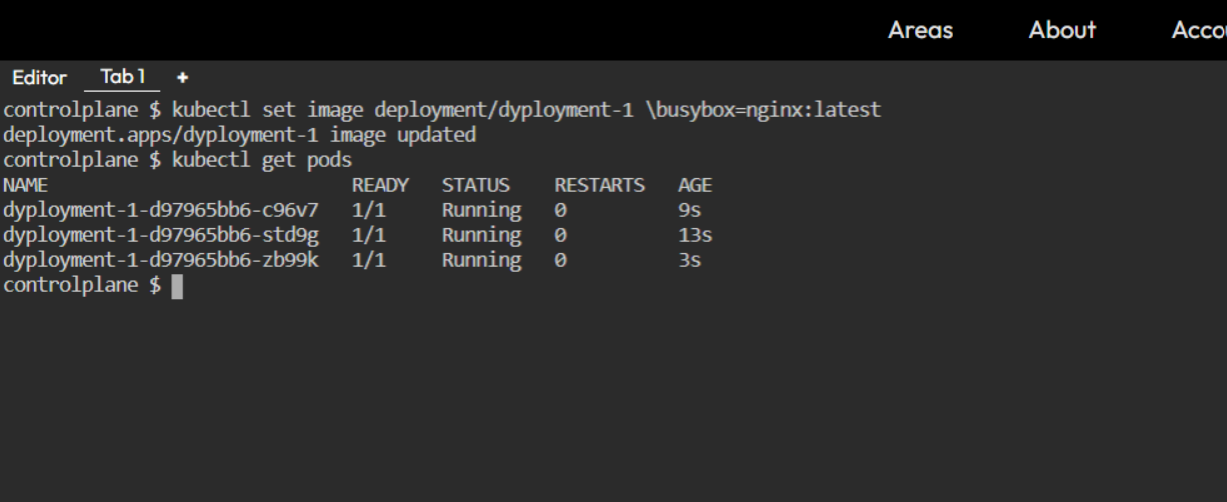 Areas About
Editor Tab 1 +
controlplane $ kubectl set image deployment/dyployment-1 \busybox=nginx:latest
deployment.apps/dyployment-1 image updated
controlplane $ kubectl get pods
NAME READY STATUS RESTARTS AGE
dyployment-1-d97965bb6-c96v7 1/1 Running 0 9s
dyployment-1-d97965bb6-std9g 1/1 Running 0 13s
dyployment-1-d97965bb6-zb99k 1/1 Running 0 3s
controlplane $